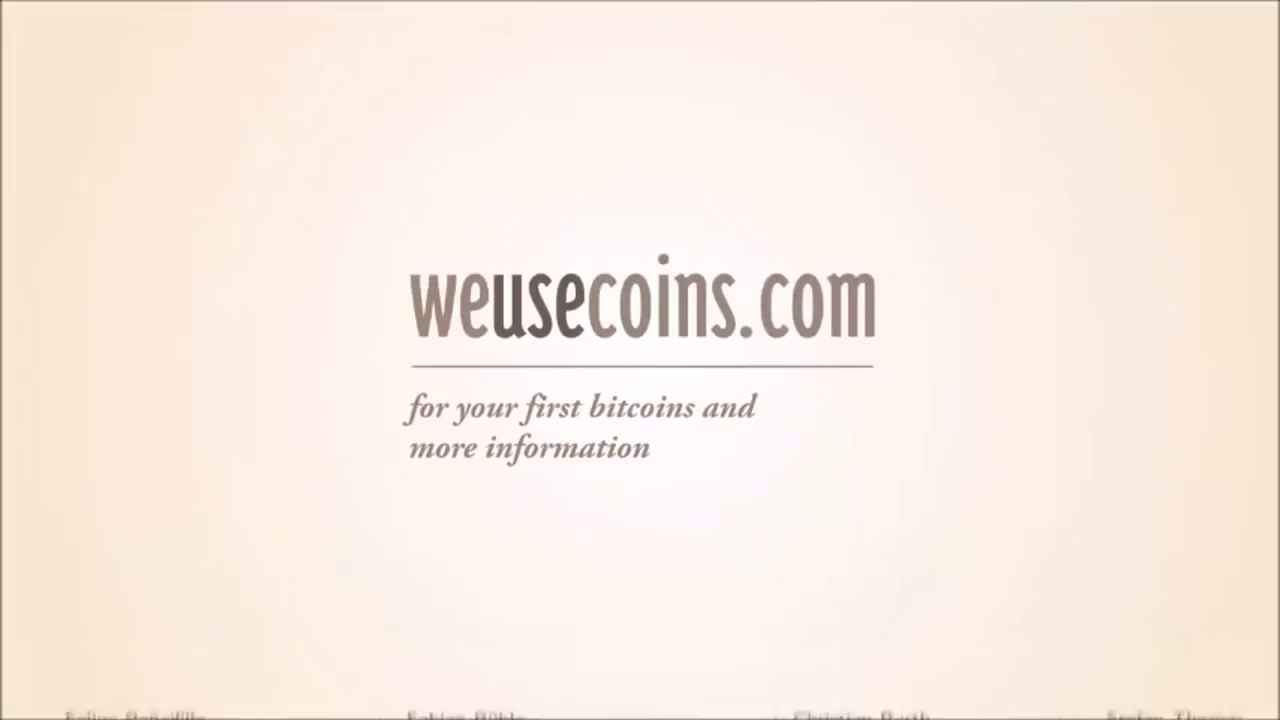 weusecoins.com
for your first bitcoins and
more information